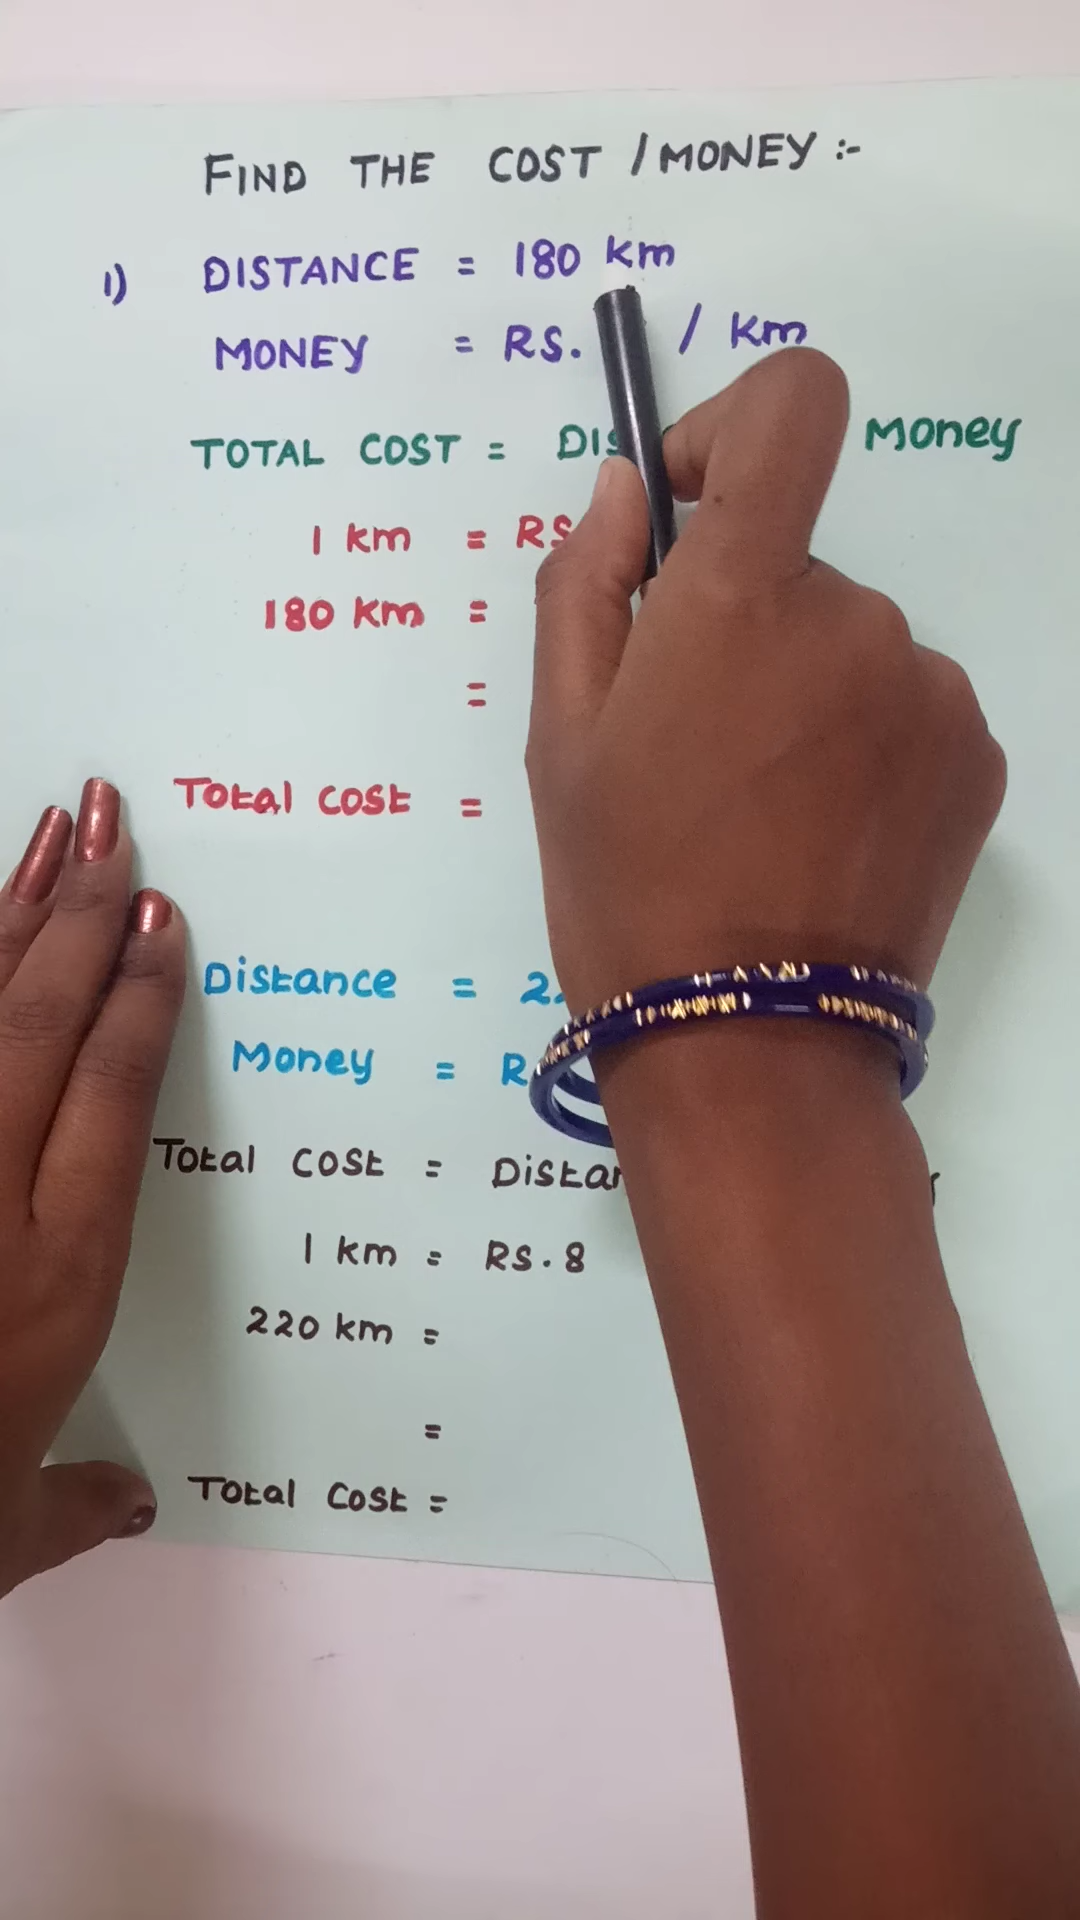 FIND THE COST / MONEY :-
1) DISTANCE = 180 km
MONEY = RS. / km
TOTAL COST = Money
1 km = RS
180 km =
=
Total cost =
Distance =
Money =
Total cost =
1 km = RS. 8
220 km =
=
Total cost =